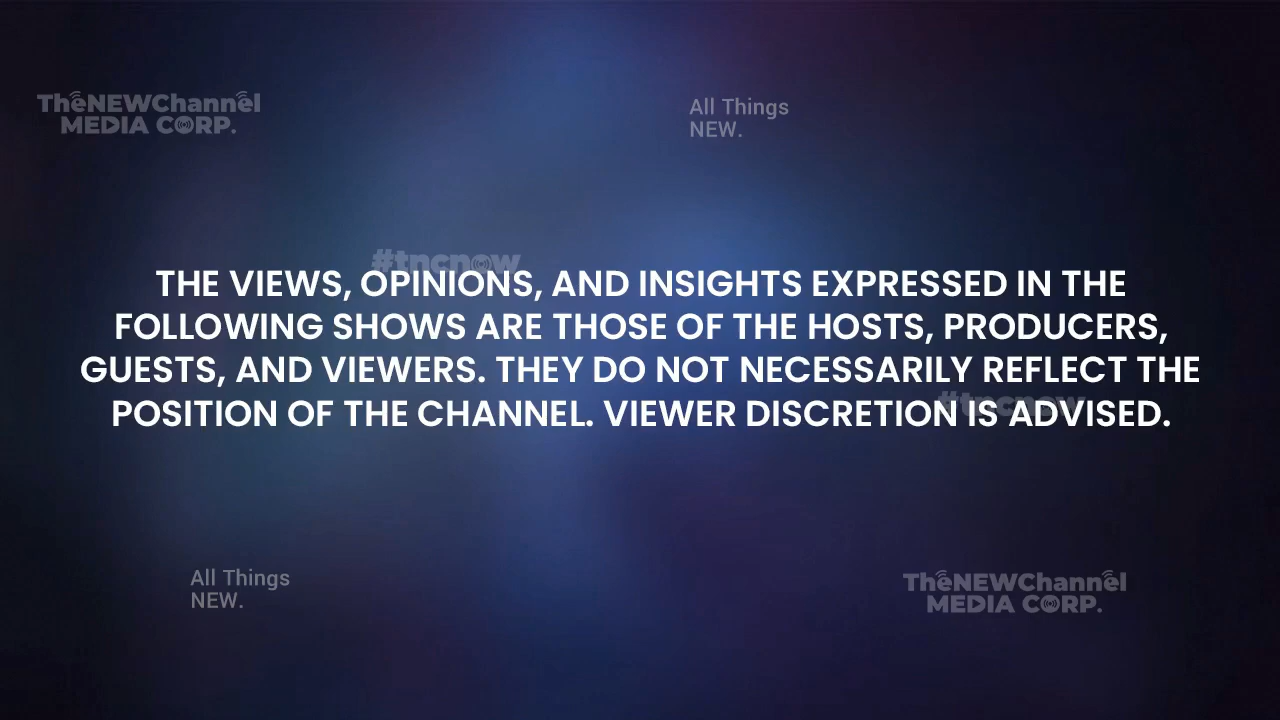 TheNEWChannel
MEDIA CORP.
All Things
NEW.
#tncnow
THE VIEWS, OPINIONS, AND INSIGHTS EXPRESSED IN THE
FOLLOWING SHOWS ARE THOSE OF THE HOSTS, PRODUCERS,
GUESTS, AND VIEWERS. THEY DO NOT NECESSARILY REFLECT THE
POSITION OF THE CHANNEL. VIEWER DISCRETION IS ADVISED.
#tncnow
All Things
NEW.
TheNEWChannel
MEDIA CORP.